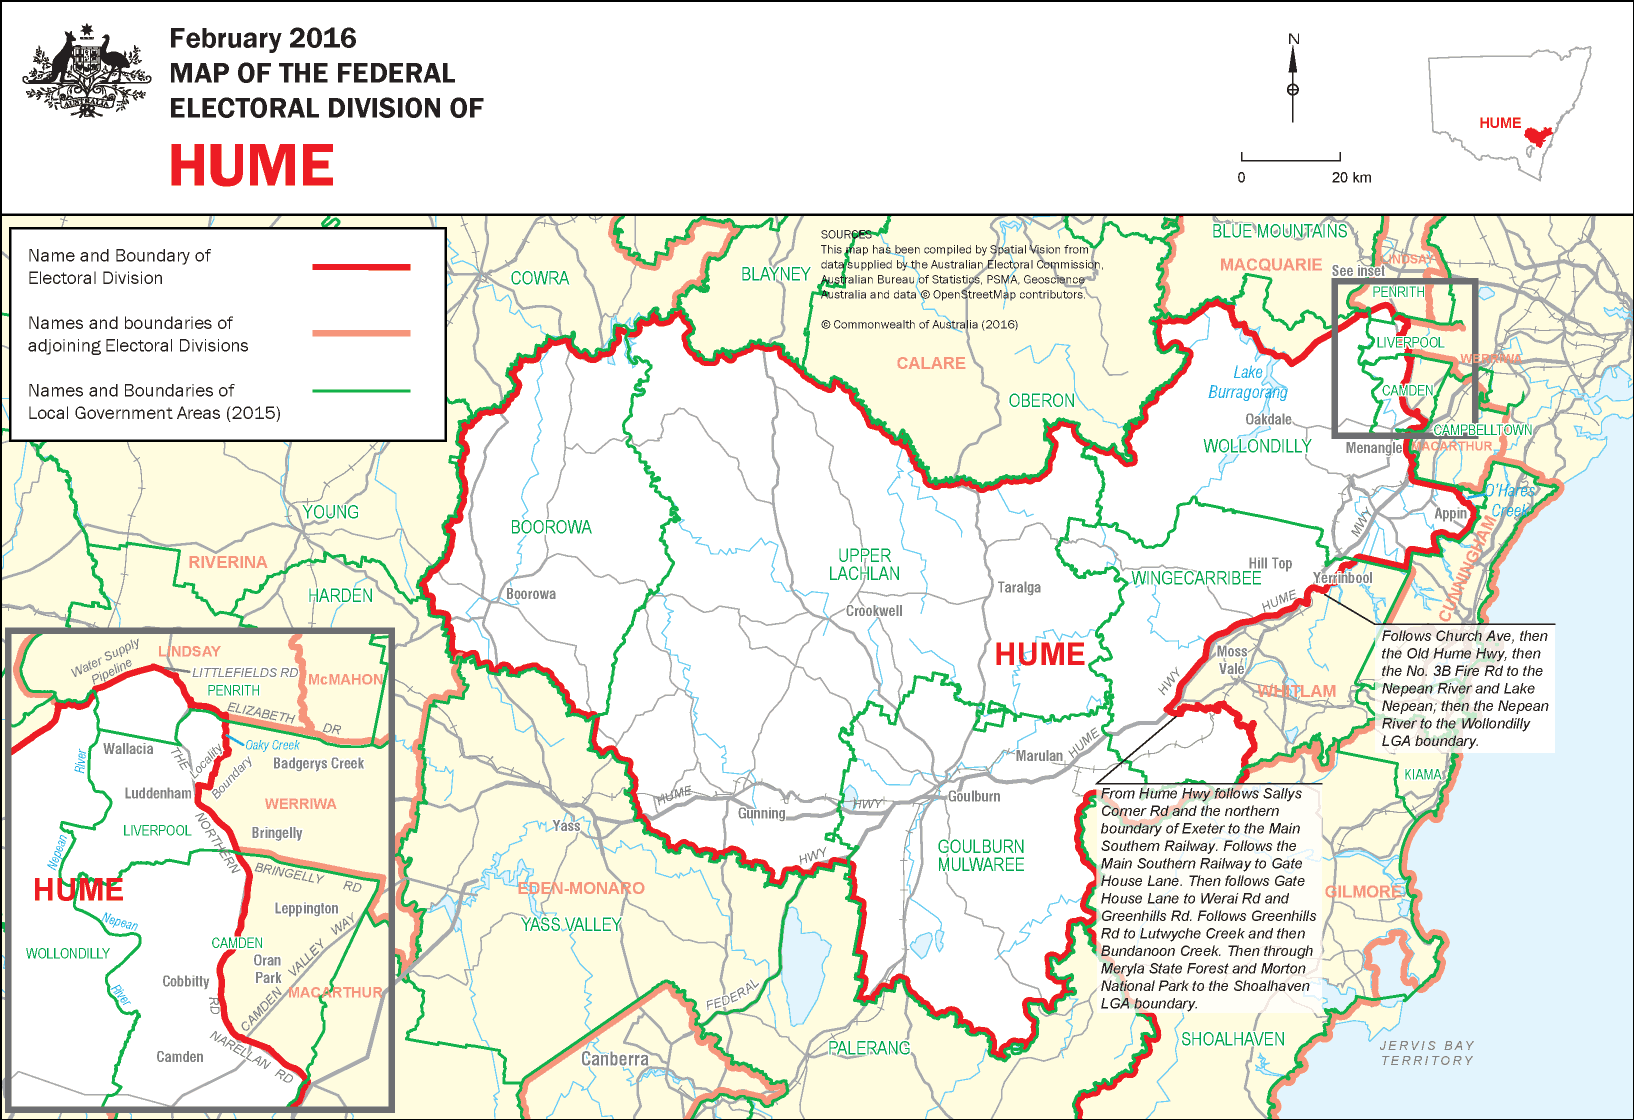 February 2016
MAP OF THE FEDERAL
ELECTORAL DIVISION OF
HUME
AUSTRALIA
N
0 20 km
HUME
Name and Boundary of
Electoral Division
Names and boundaries of
adjoining Electoral Divisions
Names and Boundaries of
Local Government Areas (2015)
SOURCES
This map has been compiled by Spatial Vision from
data supplied by the Australian Electoral Commission,
Australian Bureau of Statistics, PSMA, Geoscience
Australia and data © OpenStreetMap contributors.
© Commonwealth of Australia (2016)
COWRA
BLAYNEY
BLUE MOUNTAINS
MACQUARIE
LINDSAY
See inset
PENRITH
LIVERPOOL
WERRIWA
CALARE
OBERON
Lake
Burragorang
Oakdale
CAMDEN
WOLLONDILLY
CAMPBELLTOWN
Menangle
MACARTHUR
O'Hares
Creek
Appin
MWY
CUNNINGHAM
YOUNG
RIVERINA
HARDEN
BOOROWA
Boorowa
UPPER
LACHLAN
Crookwell
Taralga
HUME
WINGECARRIBEE
Hill Top
Yerrinbool
HUME
HWY
Moss
Vale
WHITLAM
Follows Church Ave, then
the Old Hume Hwy, then
the No. 3B Fire Rd to the
Nepean River and Lake
Nepean; then the Nepean
River to the Wollondilly
LGA boundary.
KIAMA
Marulan
HUME
Goulburn
HWY
HUME
Gunning
HWY
Yass
GOULBURN
MULWAREE
EDEN-MONARO
YASS VALLEY
From Hume Hwy follows Sallys
Corner Rd and the northern
boundary of Exeter to the Main
Southern Railway. Follows the
Main Southern Railway to Gate
House Lane. Then follows Gate
House Lane to Werai Rd and
Greenhills Rd. Follows Greenhills
Rd to Lutwyche Creek and then
Bundanoon Creek. Then through
Meryla State Forest and Morton
National Park to the Shoalhaven
LGA boundary.
GILMORE
FEDERAL
Canberra
PALERANG
SHOALHAVEN
JERVIS BAY
TERRITORY
Water Supply
Pipeline
LINDSAY
LITTLEFIELDS RD
PENRITH
McMAHON
ELIZABETH DR
Oaky Creek
Wallacia
THE
Locality
Boundary
Badgerys Creek
River
Luddenham
WERRIWA
NORTHERN
LIVERPOOL
Bringelly
Nepean
BRINGELLY RD
HUME
Leppington
Nepean
CAMDEN
WOLLONDILLY
Oran
Park
CAMDEN VALLEY WAY
Cobbitty
MACARTHUR
River
RD
NARELLAN RD
Camden